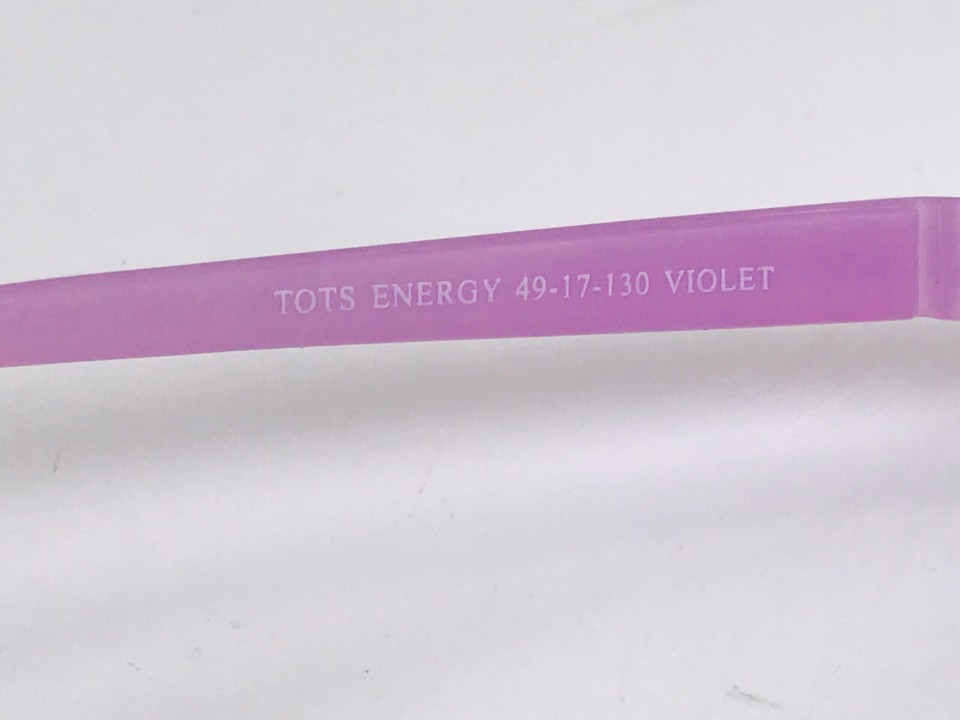 TOTS ENERGY 49-17-130 VIOLET